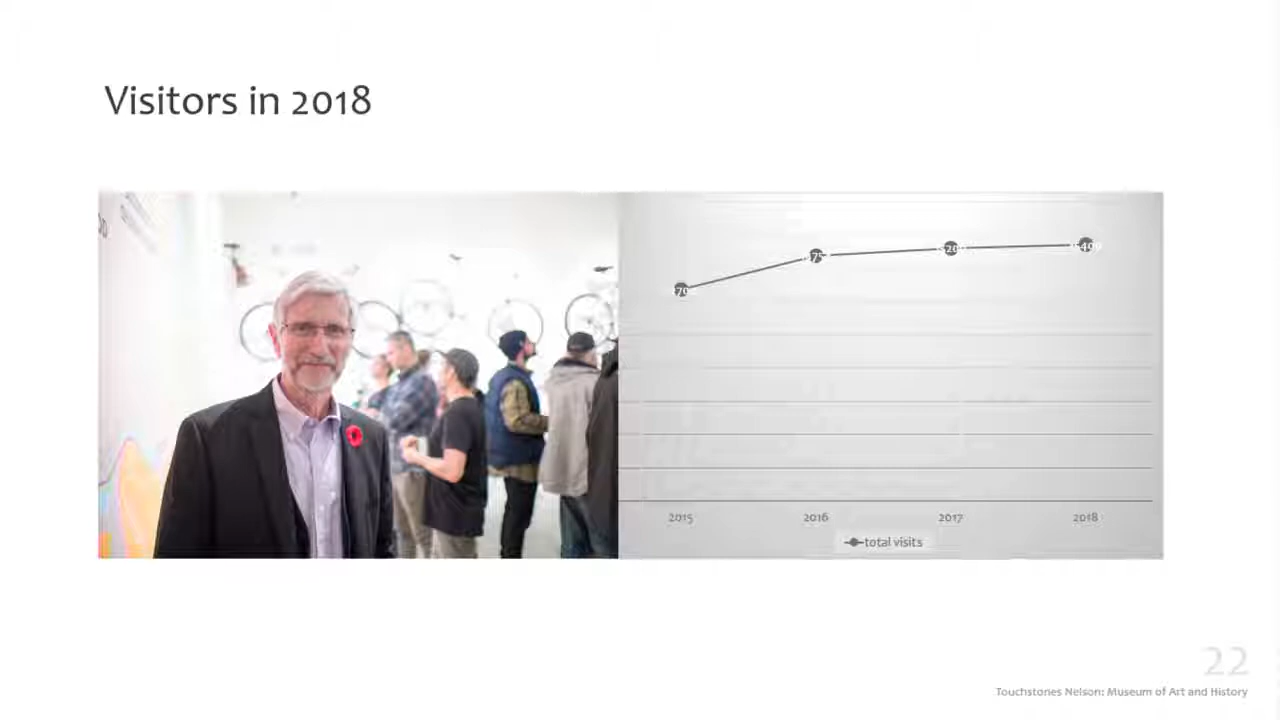 Visitors in 2018
2015 2016 2017 2018
total visits
22
Touchstones Nelson: Museum of Art and History